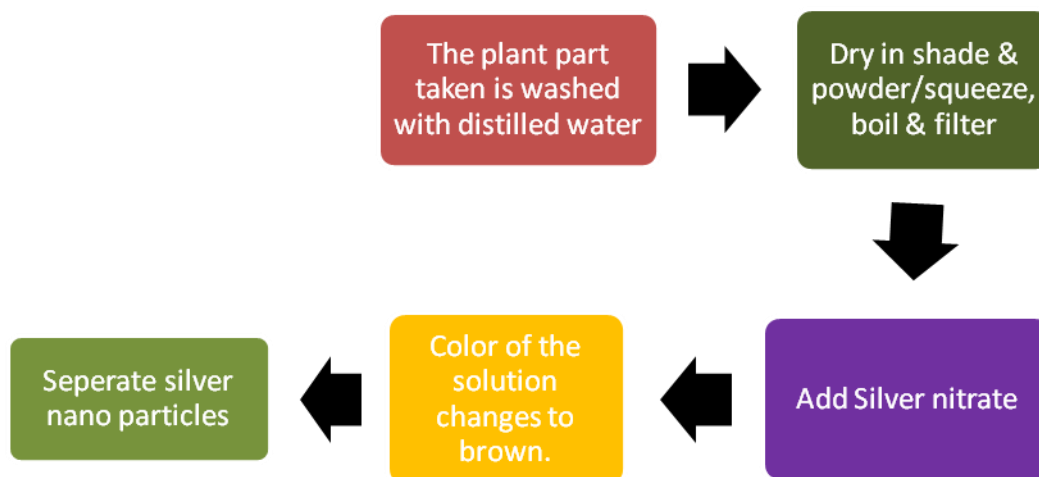 The plant part
taken is washed
with distilled water
Dry in shade &
powder/squeeze,
boil & filter
Add Silver nitrate
Color of the
solution
changes to
brown.
Seperate silver
nano particles